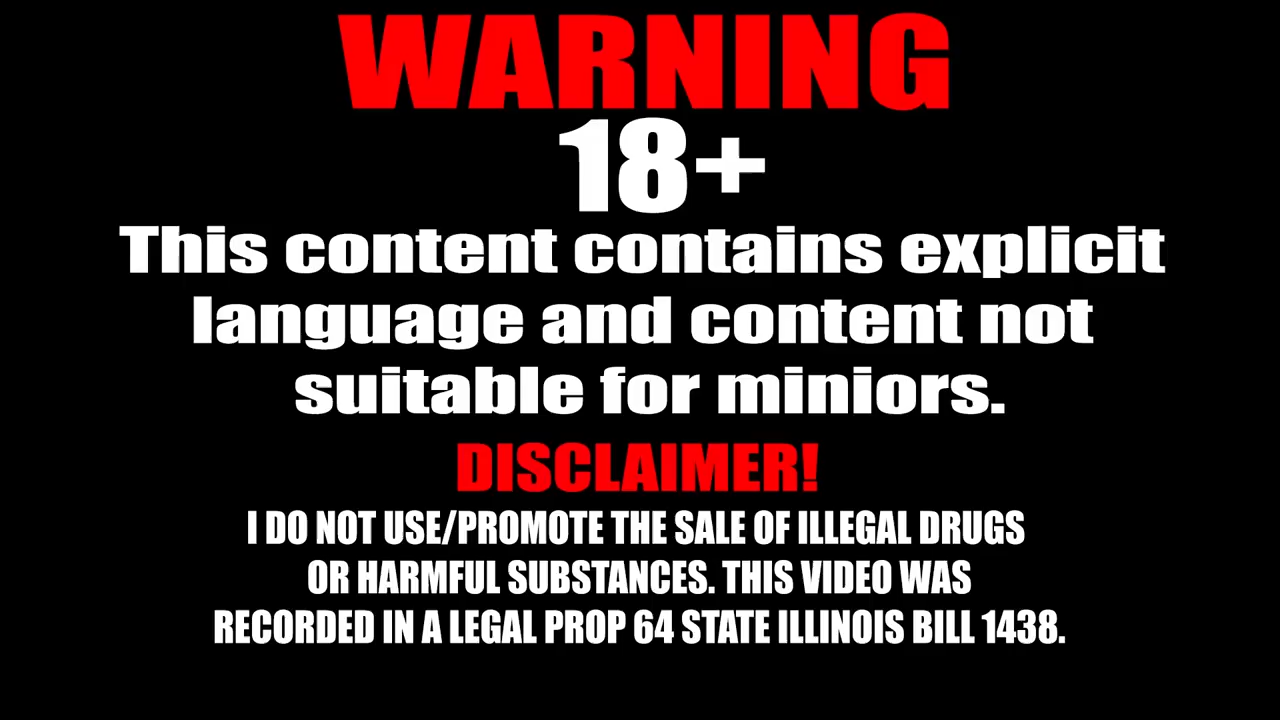 WARNING
18+
This content contains explicit
language and content not
suitable for miniors.
DISCLAIMER!
I DO NOT USE/PROMOTE THE SALE OF ILLEGAL DRUGS
OR HARMFUL SUBSTANCES. THIS VIDEO WAS
RECORDED IN A LEGAL PROP 64 STATE ILLINOIS BILL 1438.